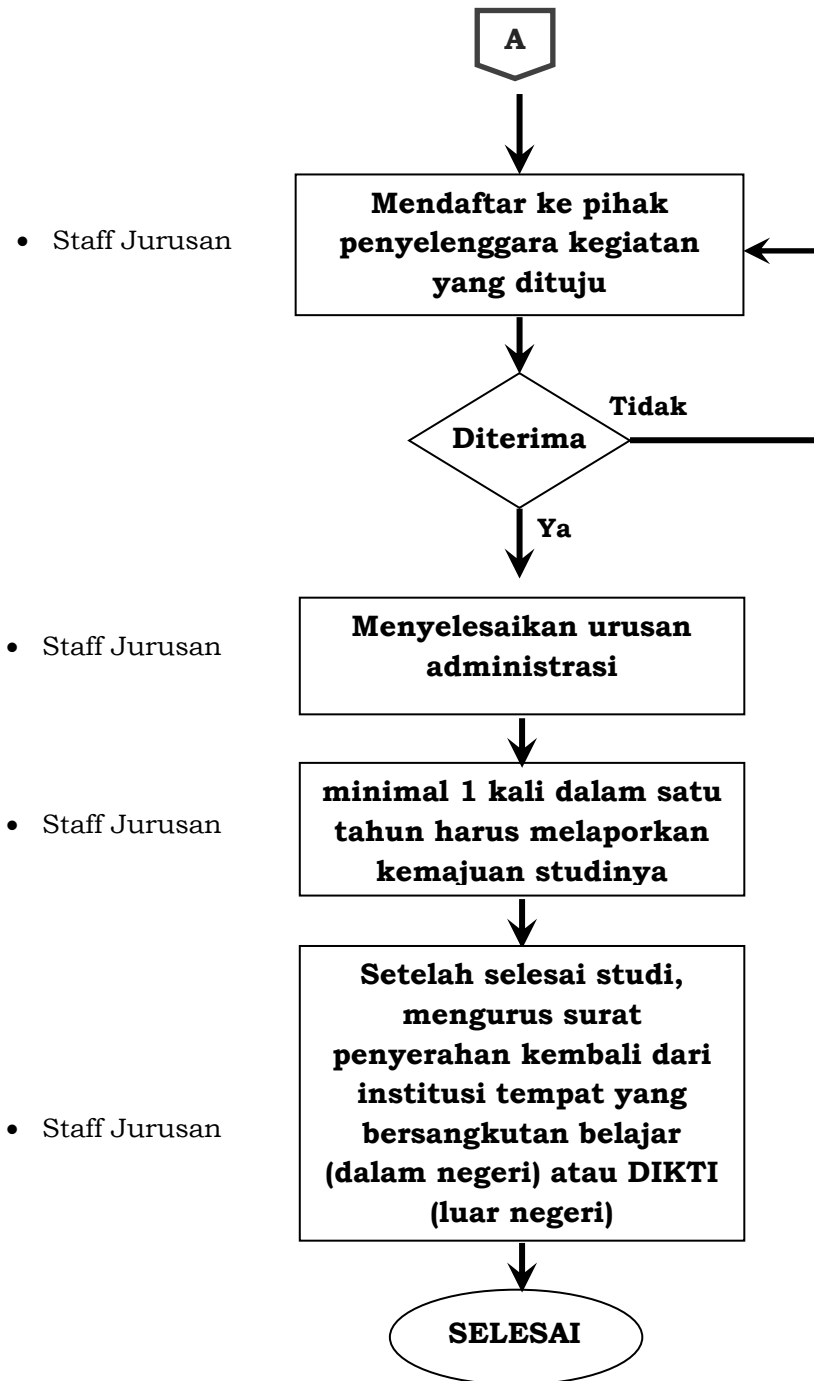 A
Mendaftar ke pihak
• Staff Jurusan
penyelenggara kegiatan
yang dituju
Tidak
Diterima
Ya
Menyelesaikan urusan
• Staff Jurusan
administrasi
minimal 1 kali dalam satu
• Staff Jurusan
tahun harus melaporkan
kemajuan studinya
Setelah selesai studi,
mengurus surat
penyerahan kembali dari
institusi tempat yang
• Staff Jurusan
bersangkutan belajar
(dalam negeri) atau DIKTI
(luar negeri)
SELESAI